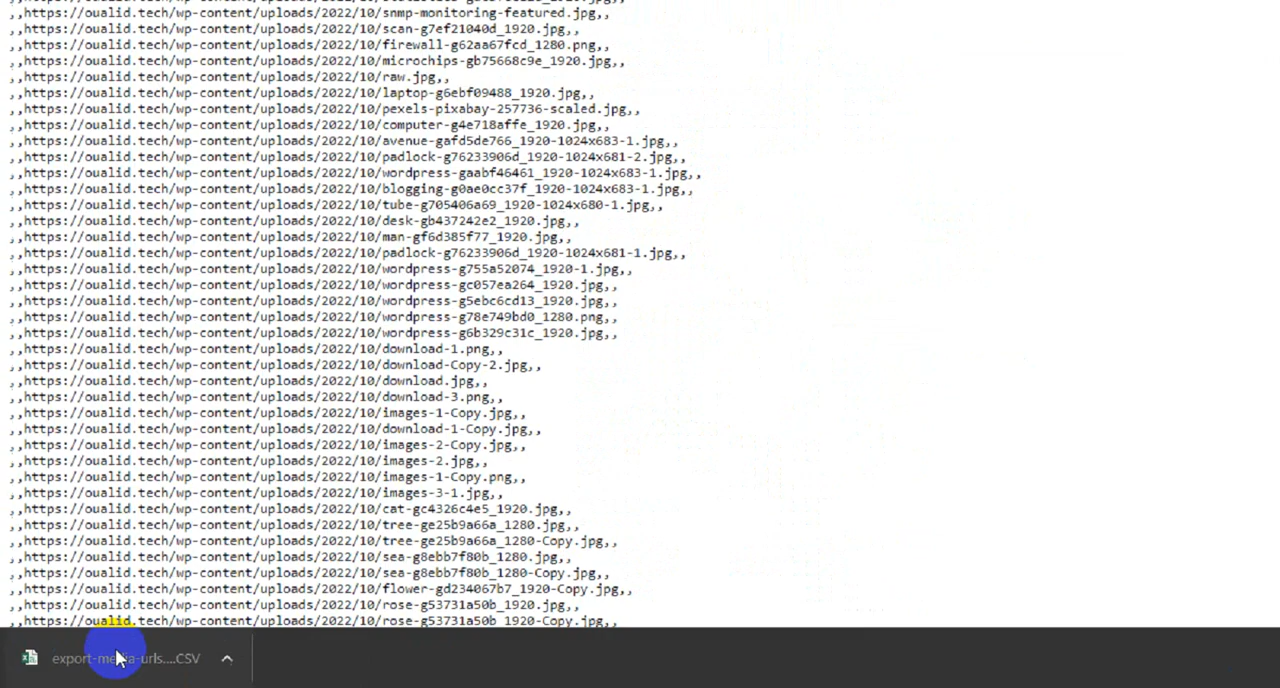 ,,https://oualid.tech/wp-content/uploads/2022/10/snmp-monitoring-featured.jpg,,
,,https://oualid.tech/wp-content/uploads/2022/10/scan-g7ef21040d_1920.jpg,,
,,https://oualid.tech/wp-content/uploads/2022/10/firewall-g62aa67fcd_1280.png,,
,,https://oualid.tech/wp-content/uploads/2022/10/microchips-gb75668c9e_1920.jpg,,
,,https://oualid.tech/wp-content/uploads/2022/10/raw.jpg,,
,,https://oualid.tech/wp-content/uploads/2022/10/laptop-g6ebf09488_1920.jpg,,
,,https://oualid.tech/wp-content/uploads/2022/10/pexels-pixabay-257736-scaled.jpg,,
,,https://oualid.tech/wp-content/uploads/2022/10/computer-g4e718affe_1920.jpg,,
,,https://oualid.tech/wp-content/uploads/2022/10/avenue-gafd5de766_1920-1024x683-1.jpg,,
,,https://oualid.tech/wp-content/uploads/2022/10/padlock-g76233906d_1920-1024x681-2.jpg,,
,,https://oualid.tech/wp-content/uploads/2022/10/wordpress-gaabf46461_1920-1024x683-1.jpg,,
,,https://oualid.tech/wp-content/uploads/2022/10/blogging-g0ae0cc37f_1920-1024x683-1.jpg,,
,,https://oualid.tech/wp-content/uploads/2022/10/tube-g705406a69_1920-1024x680-1.jpg,,
,,https://oualid.tech/wp-content/uploads/2022/10/desk-gb437242e2_1920.jpg,,
,,https://oualid.tech/wp-content/uploads/2022/10/man-gf6d385f77_1920.jpg,,
,,https://oualid.tech/wp-content/uploads/2022/10/padlock-g76233906d_1920-1024x681-1.jpg,,
,,https://oualid.tech/wp-content/uploads/2022/10/wordpress-g755a52074_1920-1.jpg,,
,,https://oualid.tech/wp-content/uploads/2022/10/wordpress-gc057ea264_1920.jpg,,
,,https://oualid.tech/wp-content/uploads/2022/10/wordpress-g5ebc6cd13_1920.jpg,,
,,https://oualid.tech/wp-content/uploads/2022/10/wordpress-g78e749bd0_1280.png,,
,,https://oualid.tech/wp-content/uploads/2022/10/wordpress-g6b329c31c_1920.jpg,,
,,https://oualid.tech/wp-content/uploads/2022/10/download-1.png,,
,,https://oualid.tech/wp-content/uploads/2022/10/download-Copy-2.jpg,,
,,https://oualid.tech/wp-content/uploads/2022/10/download.jpg,,
,,https://oualid.tech/wp-content/uploads/2022/10/download-3.png,,
,,https://oualid.tech/wp-content/uploads/2022/10/images-1-Copy.jpg,,
,,https://oualid.tech/wp-content/uploads/2022/10/download-1-Copy.jpg,,
,,https://oualid.tech/wp-content/uploads/2022/10/images-2-Copy.jpg,,
,,https://oualid.tech/wp-content/uploads/2022/10/images-2.jpg,,
,,https://oualid.tech/wp-content/uploads/2022/10/images-1-Copy.png,,
,,https://oualid.tech/wp-content/uploads/2022/10/images-3-1.jpg,,
,,https://oualid.tech/wp-content/uploads/2022/10/cat-gc4326c4e5_1920.jpg,,
,,https://oualid.tech/wp-content/uploads/2022/10/tree-ge25b9a66a_1280.jpg,,
,,https://oualid.tech/wp-content/uploads/2022/10/tree-ge25b9a66a_1280-Copy.jpg,,
,,https://oualid.tech/wp-content/uploads/2022/10/sea-g8ebb7f80b_1280.jpg,,
,,https://oualid.tech/wp-content/uploads/2022/10/sea-g8ebb7f80b_1280-Copy.jpg,,
,,https://oualid.tech/wp-content/uploads/2022/10/flower-gd234067b7_1920-Copy.jpg,,
,,https://oualid.tech/wp-content/uploads/2022/10/rose-g53731a50b_1920.jpg,,
,,https://oualid.tech/wp-content/uploads/2022/10/rose-g53731a50b_1920-Copy.jpg,,
export-media-urls....CSV